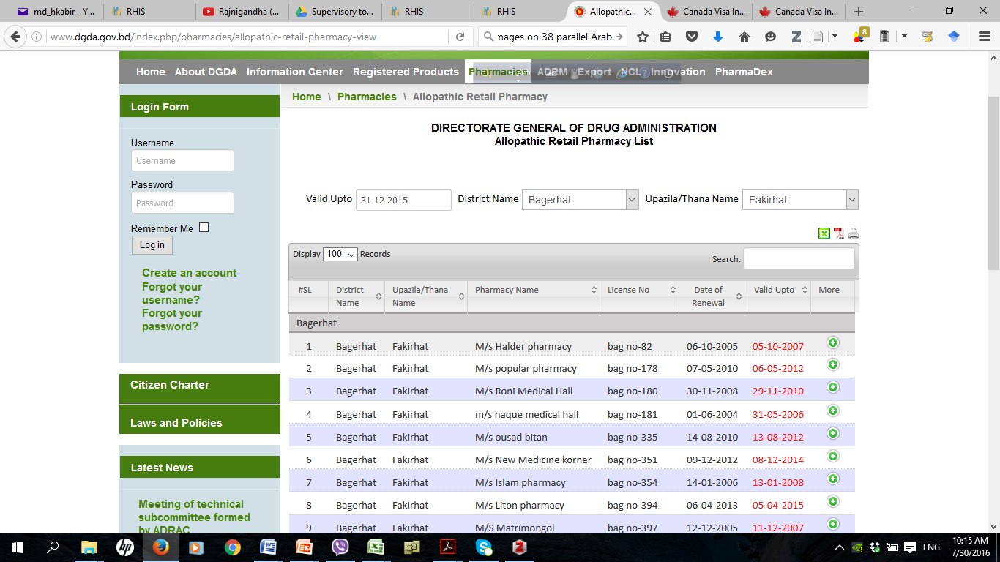 md_hkabir - Y...
RHIS
Rajnigandha (...
Supervisory to...
RHIS
RHIS
Allopathic...
Canada Visa In...
Canada Visa In...
www.dgda.gov.bd/index.php/pharmacies/allopathic-retail-pharmacy-view
mages on 38 parallel Arab
8
Home About DGDA Information Center Registered Products Pharmacies ADRM Export NCL Innovation PharmaDex
Home \ Pharmacies \ Allopathic Retail Pharmacy
Login Form
Username
Username
Password
Password
Remember Me
Log in
Create an account
Forgot your
username?
Forgot your
password?
Citizen Charter
Laws and Policies
Latest News
Meeting of technical
subcommittee formed
by ADRAC
DIRECTORATE GENERAL OF DRUG ADMINISTRATION
Allopathic Retail Pharmacy List
Valid Upto 31-12-2015 District Name Bagerhat Upazila/Thana Name Fakirhat
Display 100 Records
Search:
#SL District Name Upazila/Thana Name Pharmacy Name License No Date of Renewal Valid Upto More
Bagerhat
1 Bagerhat Fakirhat M/s Halder pharmacy bag no-82 06-10-2005 05-10-2007
2 Bagerhat Fakirhat M/s popular pharmacy bag no-178 07-05-2010 06-05-2012
3 Bagerhat Fakirhat M/s Roni Medical Hall bag no-180 30-11-2008 29-11-2010
4 Bagerhat Fakirhat m/s haque medical hall bag no-181 01-06-2004 31-05-2006
5 Bagerhat Fakirhat M/s ousad bitan bag no-335 14-08-2010 13-08-2012
6 Bagerhat Fakirhat M/s New Medicine korner bag no-351 09-12-2012 08-12-2014
7 Bagerhat Fakirhat M/s Islam pharmacy bag no-354 14-01-2006 13-01-2008
8 Bagerhat Fakirhat M/s Liton pharmacy bag no-394 06-04-2013 05-04-2015
9 Bagerhat Fakirhat M/S Matrimongol bag no-397 12-12-2005 11-12-2007
ENG
10:15 AM
7/30/2016